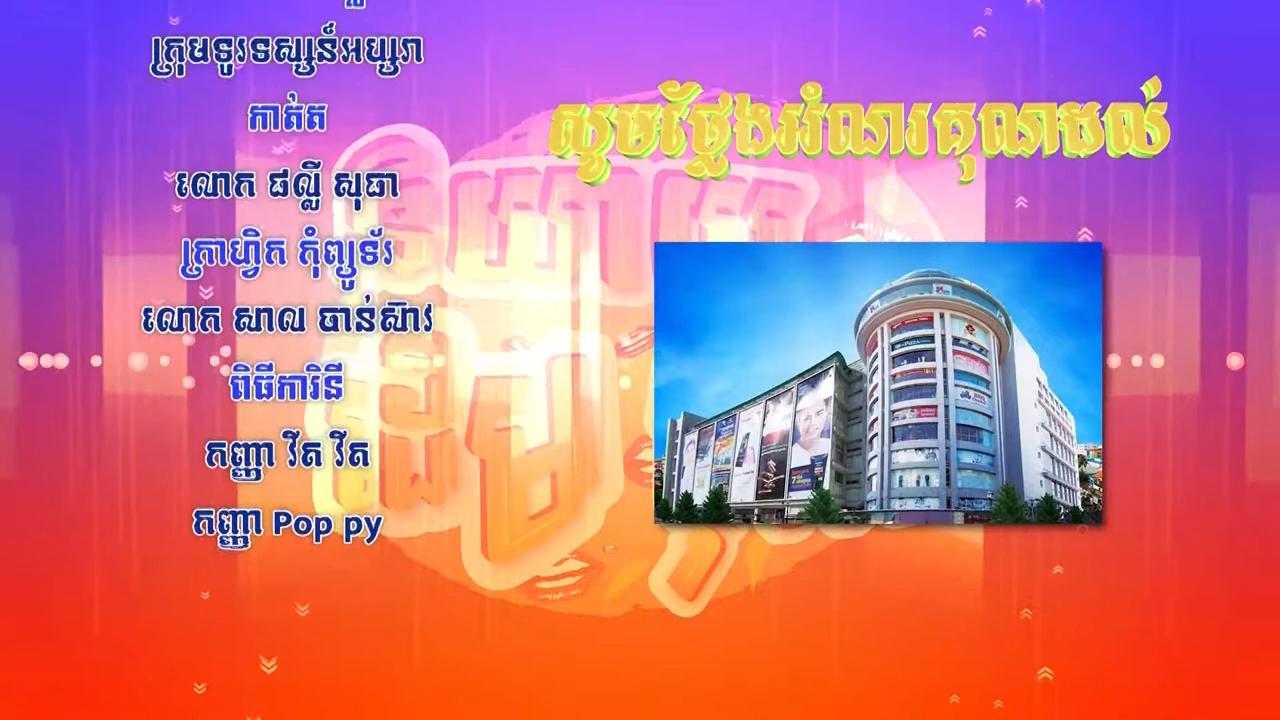 ក្រុមទូរទស្សន៍អប្សរា
កាត់ត
លោក ផល្លី សុធា
ក្រាហ្វិក កុំព្យូទ័រ
លោក សាល បាន់ស៊ាវ
ពិធីការិនី
កញ្ញា រីត រីត
កញ្ញា Pop py
សូមថ្លែងអំណរគុណដល់